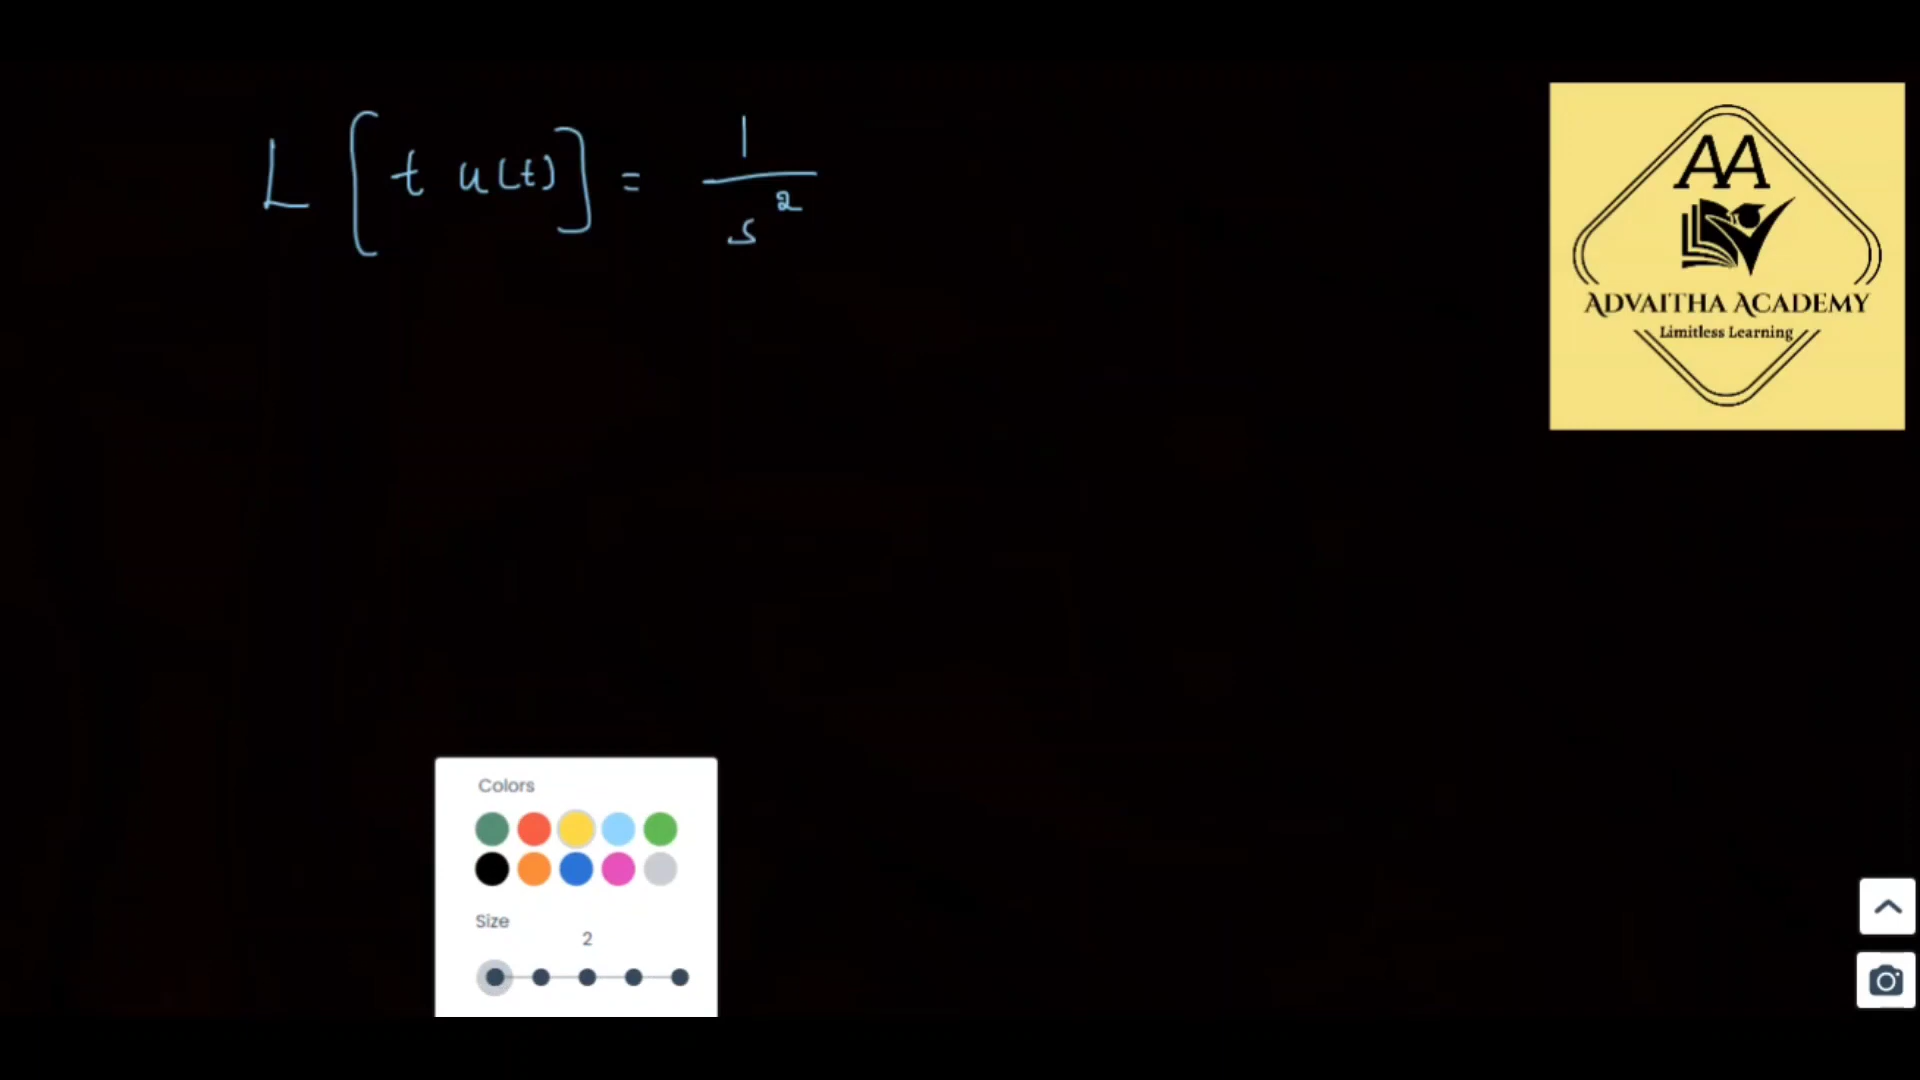 L [t u(t)] = 1/s²
AA
ADVAITHA ACADEMY
Limitless Learning
Colors
Size
2